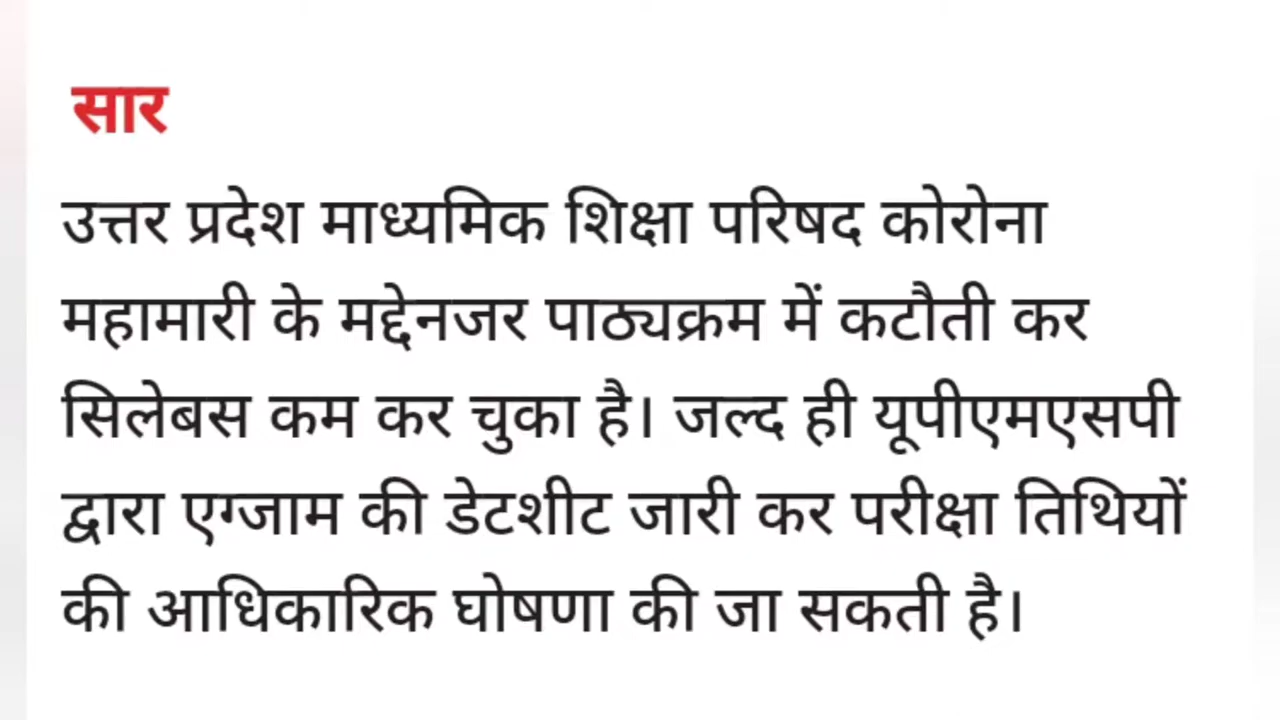 सार
उत्तर प्रदेश माध्यमिक शिक्षा परिषद कोरोना
महामारी के मद्देनजर पाठ्यक्रम में कटौती कर
सिलेबस कम कर चुका है। जल्द ही यूपीएमएसपी
द्वारा एग्जाम की डेटशीट जारी कर परीक्षा तिथियों
की आधिकारिक घोषणा की जा सकती है।